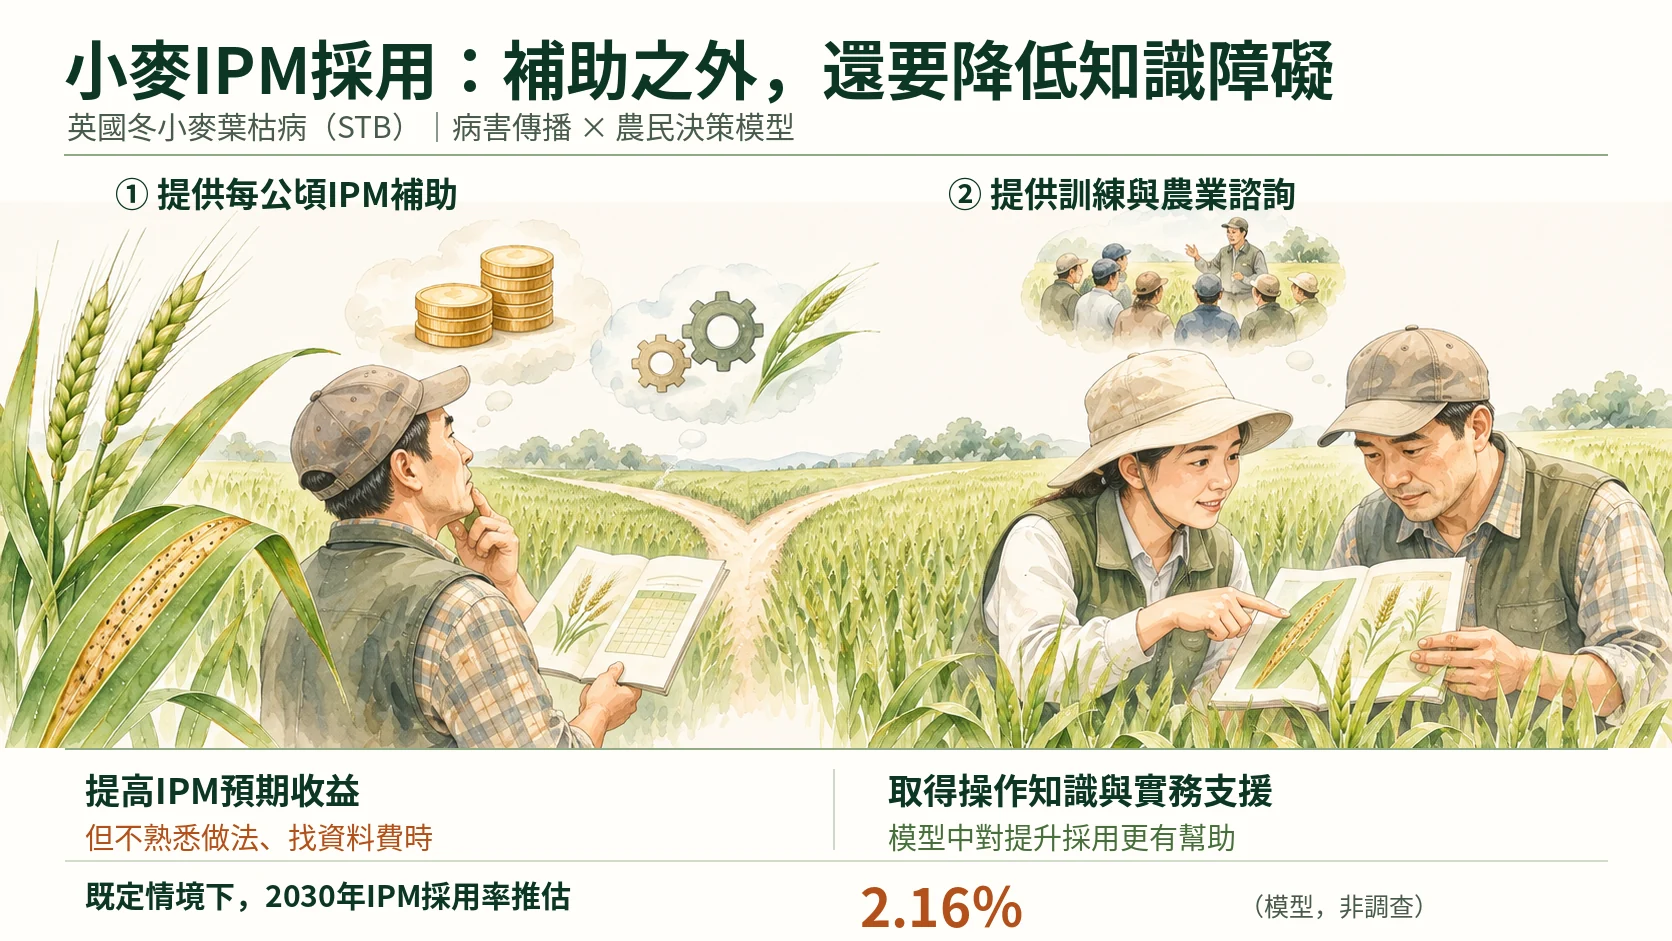 小麥IPM採用：補助之外，還要降低知識障礙
英國冬小麥葉枯病（STB）｜病害傳播 × 農民決策模型
① 提供每公頃IPM補助
② 提供訓練與農業諮詢
提高IPM預期收益
但不熟悉做法、找資料費時
取得操作知識與實務支援
模型中對提升採用更有幫助
既定情境下，2030年IPM採用率推估
2.16%
（模型，非調查）